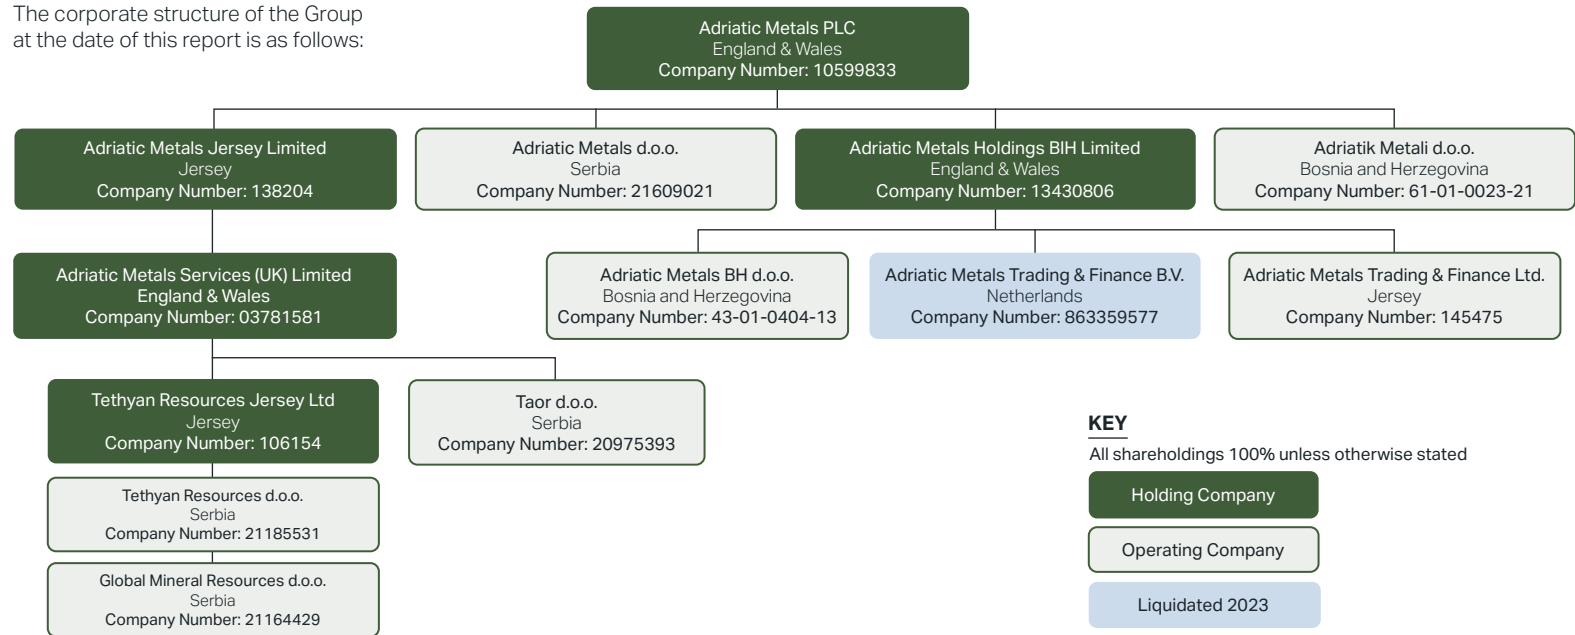 The corporate structure of the Group
at the date of this report is as follows:
Adriatic Metals PLC
England & Wales
Company Number: 10599833
Adriatic Metals Jersey Limited
Jersey
Company Number: 138204
Adriatic Metals d.o.o.
Serbia
Company Number: 21609021
Adriatic Metals Holdings BIH Limited
England & Wales
Company Number: 13430806
Adriatik Metali d.o.o.
Bosnia and Herzegovina
Company Number: 61-01-0023-21
Adriatic Metals Services (UK) Limited
England & Wales
Company Number: 03781581
Adriatic Metals BH d.o.o.
Bosnia and Herzegovina
Company Number: 43-01-0404-13
Adriatic Metals Trading & Finance B.V.
Netherlands
Company Number: 863359577
Adriatic Metals Trading & Finance Ltd.
Jersey
Company Number: 145475
Tethyan Resources Jersey Ltd
Jersey
Company Number: 106154
Taor d.o.o.
Serbia
Company Number: 20975393
Tethyan Resources d.o.o.
Serbia
Company Number: 21185531
Global Mineral Resources d.o.o.
Serbia
Company Number: 21164429
KEY
All shareholdings 100% unless otherwise stated
Holding Company
Operating Company
Liquidated 2023